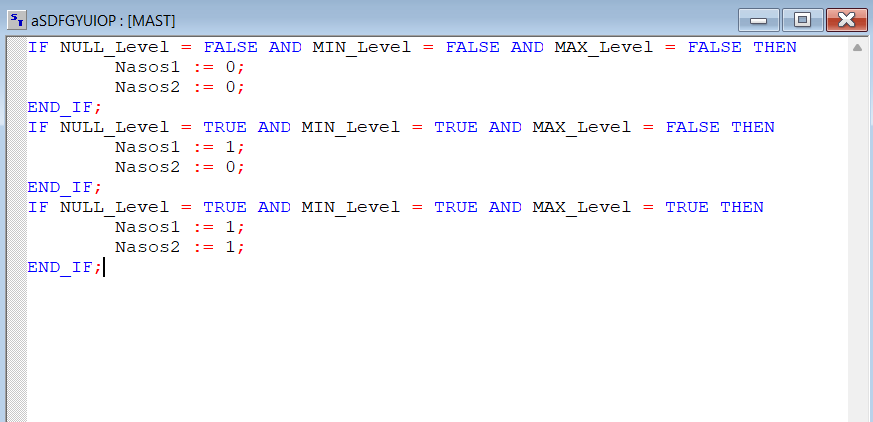 aSDFGYUIOP : [MAST]
IF NULL_Level = FALSE AND MIN_Level = FALSE AND MAX_Level = FALSE THEN
        Nasos1 := 0;
        Nasos2 := 0;
END_IF;
IF NULL_Level = TRUE AND MIN_Level = TRUE AND MAX_Level = FALSE THEN
        Nasos1 := 1;
        Nasos2 := 0;
END_IF;
IF NULL_Level = TRUE AND MIN_Level = TRUE AND MAX_Level = TRUE THEN
        Nasos1 := 1;
        Nasos2 := 1;
END_IF;